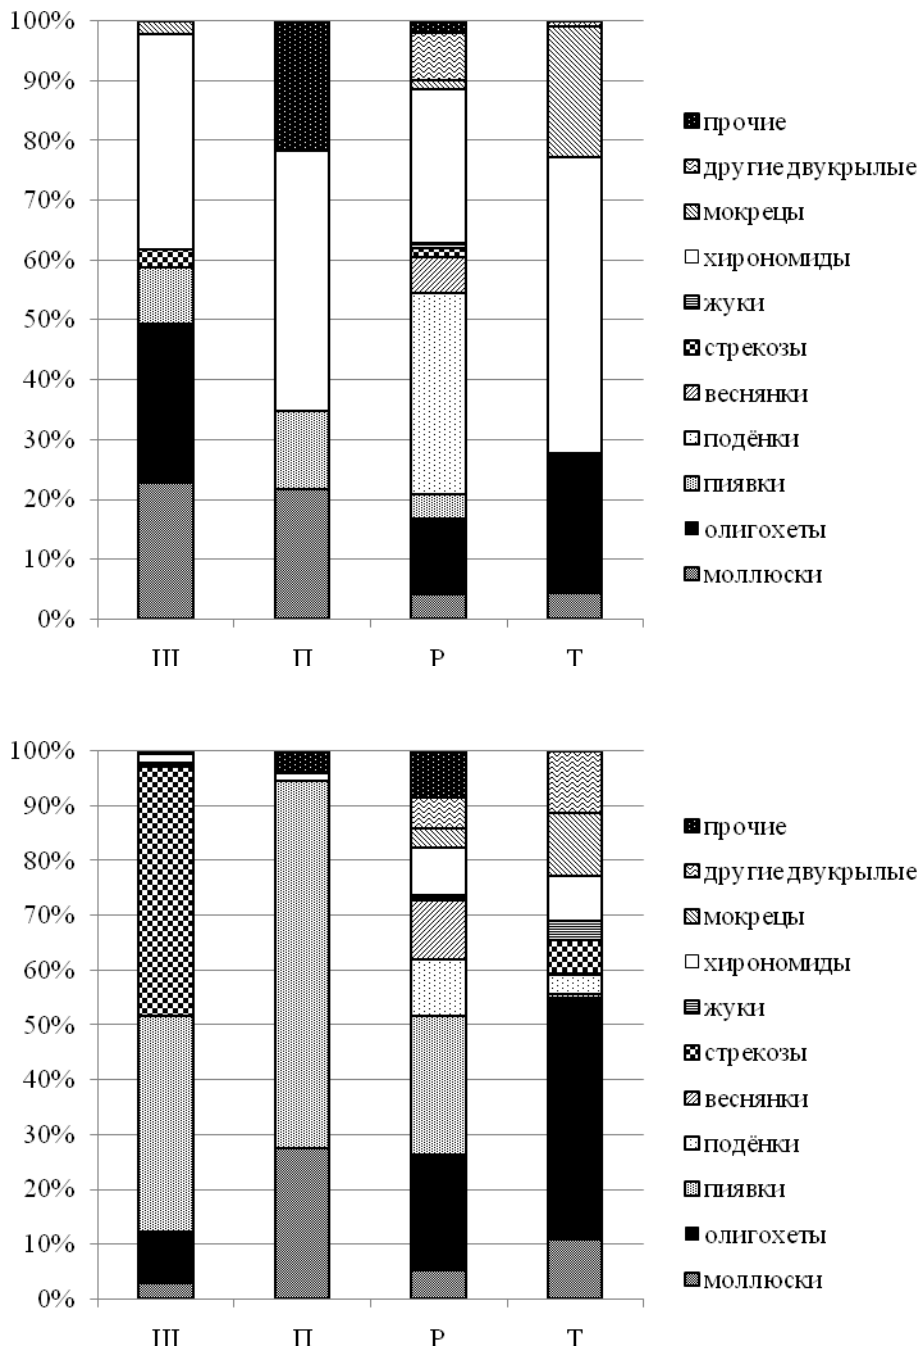 100%
90%
80%
70%
60%
50%
40%
30%
20%
10%
0%
Ш П Р Т
прочие
другие двукрылые
мокрецы
хирономиды
жуки
стрекозы
веснянки
подёнки
пиявки
олигохеты
моллюски
100%
90%
80%
70%
60%
50%
40%
30%
20%
10%
0%
Ш П Р Т
прочие
другие двукрылые
мокрецы
хирономиды
жуки
стрекозы
веснянки
подёнки
пиявки
олигохеты
моллюски